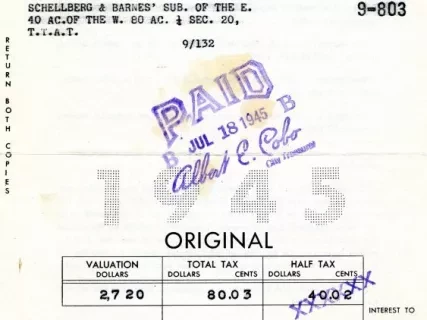 SCHELLBERG & BARNES' SUB. OF THE E.
40 AC.OF THE W. 80 AC. ½ SEC. 20,
T.T.A.T.
9-803
9/132
RETURN BOTH COPIES
PAID
B JUL 18 1945 B
Albert E. Cobo
City Treasurer
1945
ORIGINAL
VALUATION DOLLARS
TOTAL TAX DOLLARS CENTS
HALF TAX DOLLARS CENTS
2,720
80.03
40.02
XXXXXXX
INTEREST TO